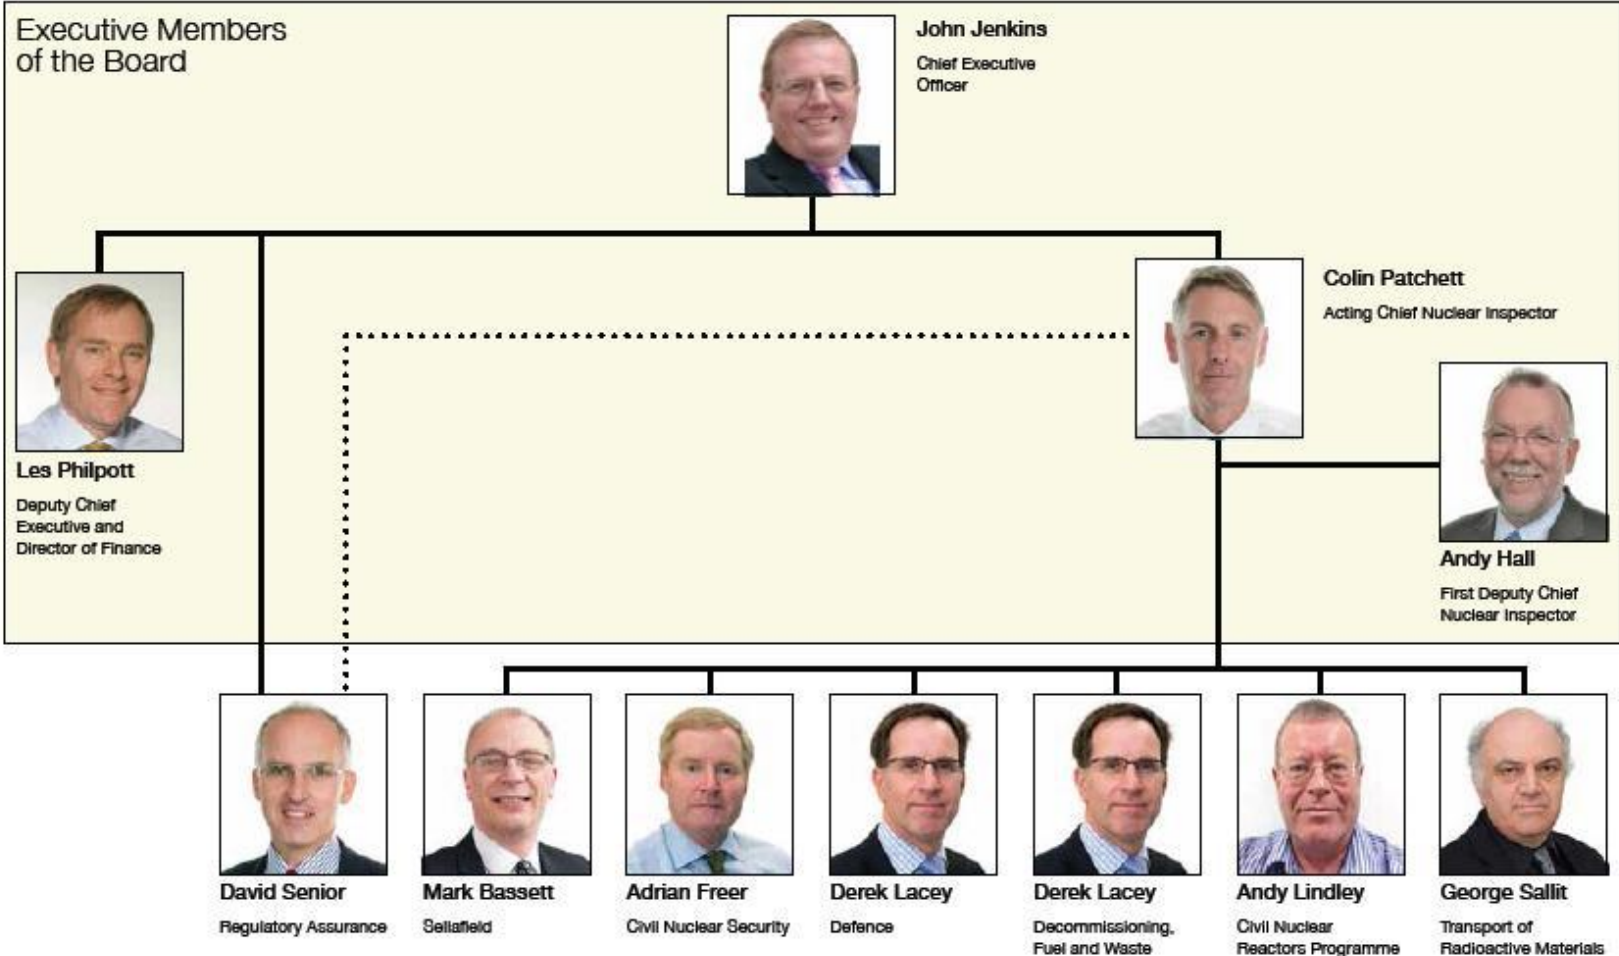 Executive Members
of the Board
John Jenkins
Chief Executive
Officer
Colin Patchett
Acting Chief Nuclear Inspector
Les Philpott
Deputy Chief
Executive and
Director of Finance
Andy Hall
First Deputy Chief
Nuclear Inspector
David Senior
Regulatory Assurance
Mark Bassett
Sellafield
Adrian Freer
Civil Nuclear Security
Derek Lacey
Defence
Derek Lacey
Decommissioning,
Fuel and Waste
Andy Lindley
Civil Nuclear
Reactors Programme
George Sallit
Transport of
Radioactive Materials